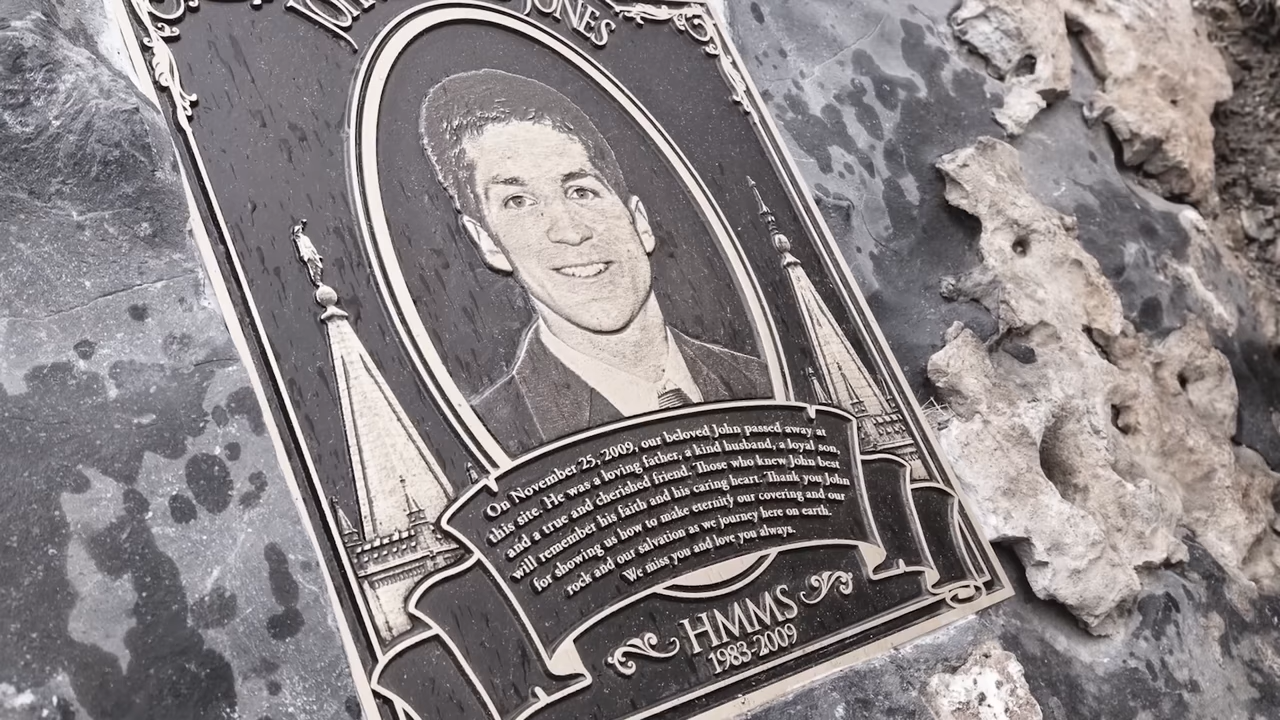 JONES
On November 25, 2009, our beloved John passed away at
this site. He was a loving father, a kind husband, a loyal son,
and a true and cherished friend. Those who knew John best
will remember his faith and his caring heart. Thank you John
for showing us how to make eternity our covering and our
rock and our salvation as we journey here on earth.
We miss you and love you always.
HMMS
1983-2009